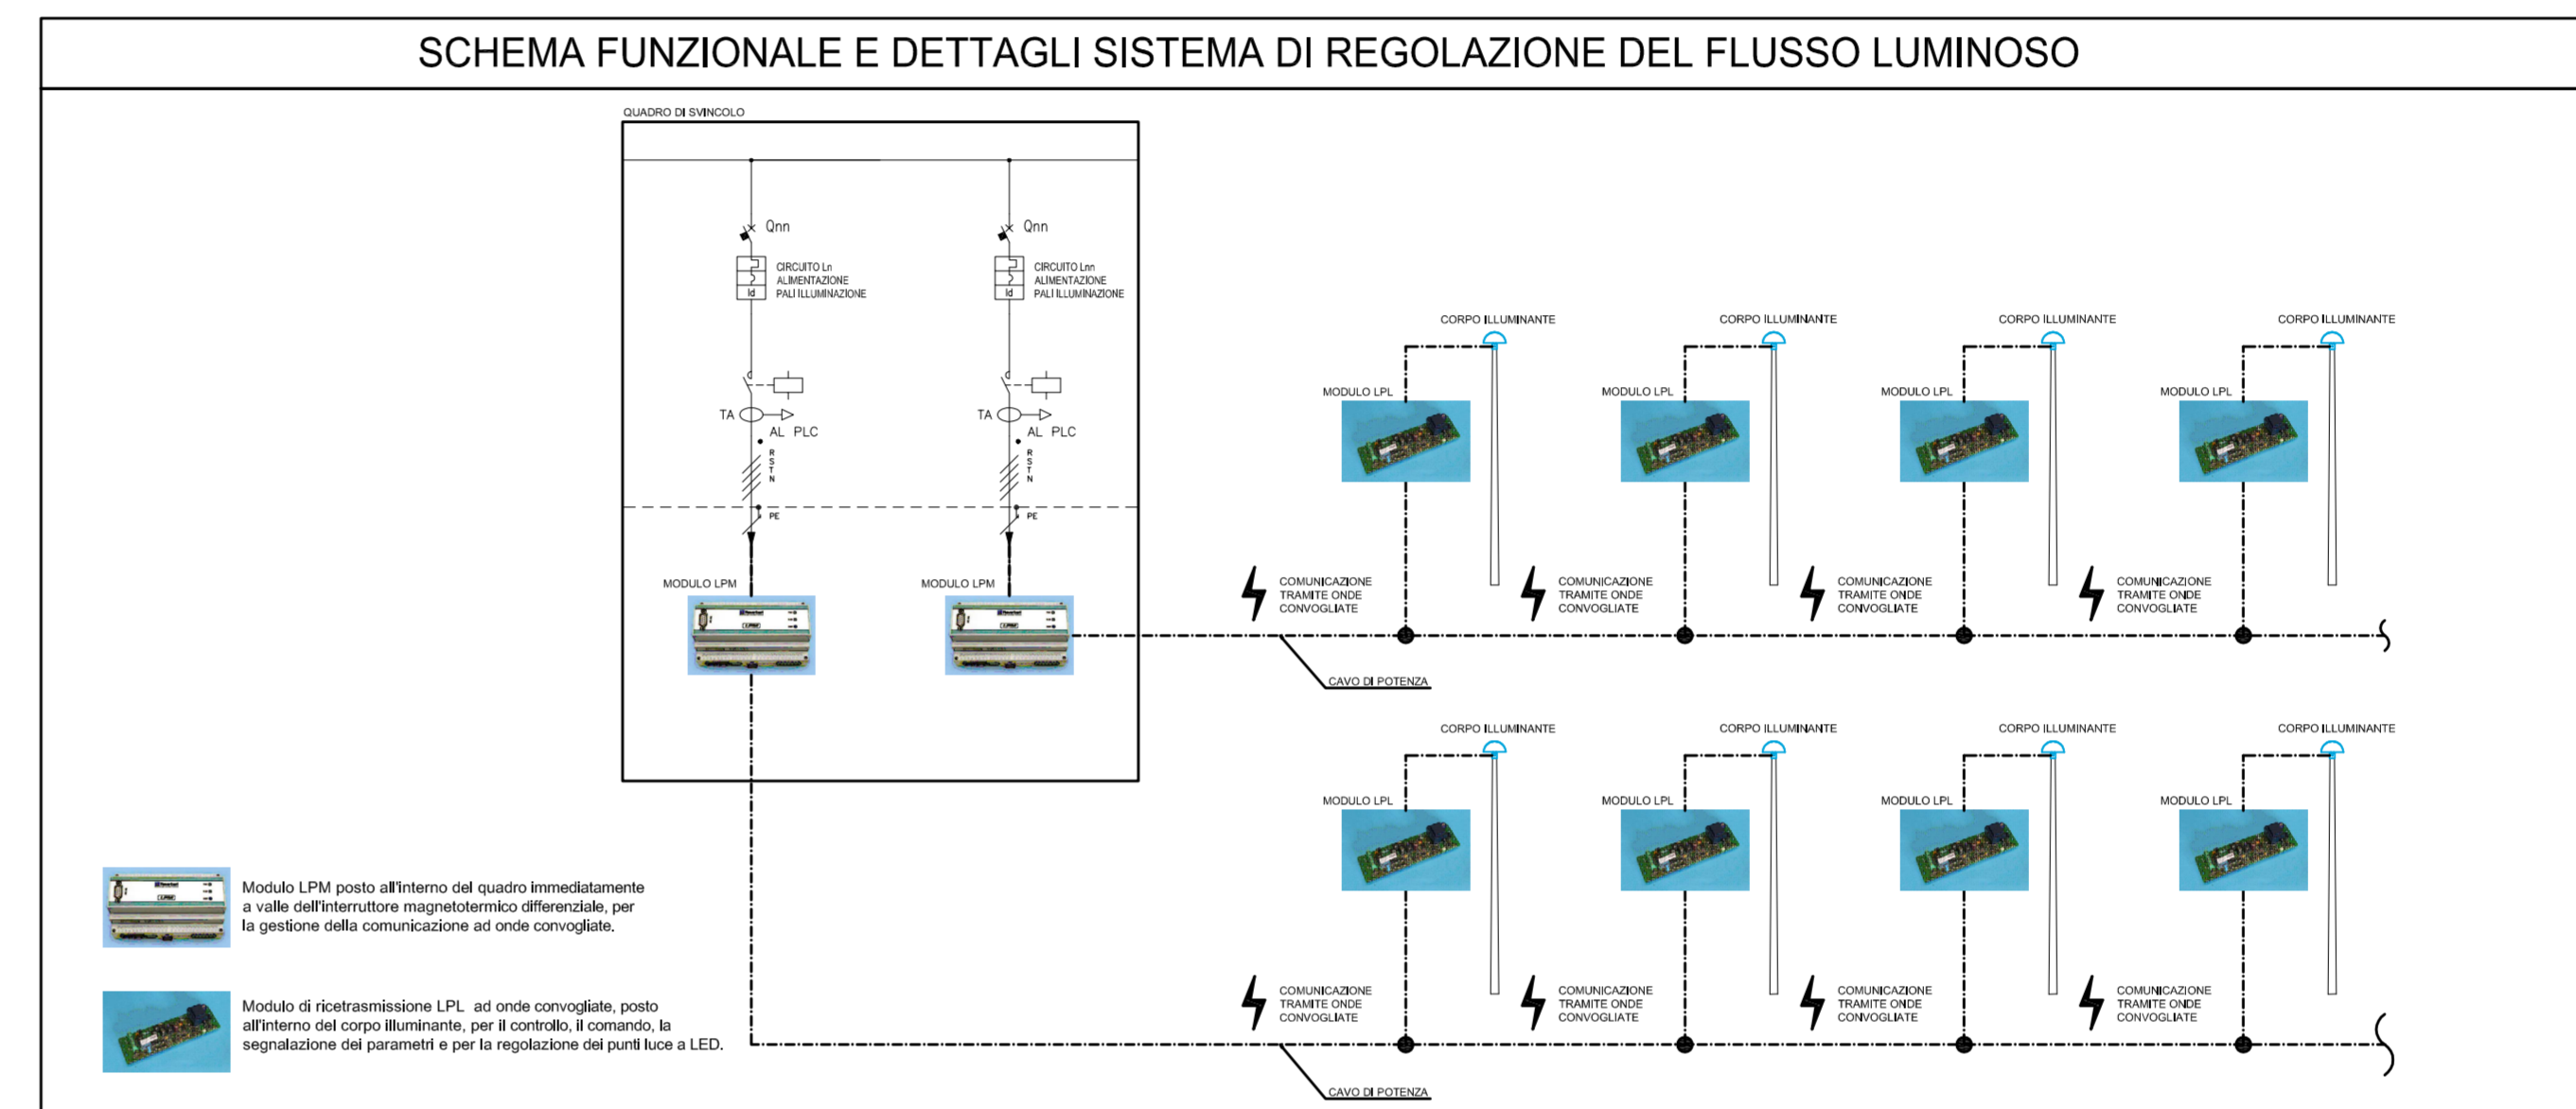 SCHEMA FUNZIONALE E DETTAGLI SISTEMA DI REGOLAZIONE DEL FLUSSO LUMINOSO
QUADRO DI SVINCOLO
Qnn
CIRCUITO Ln
ALIMENTAZIONE
PALI ILLUMINAZIONE
Id
TA
AL PLC
R
S
T
N
PE
MODULO LPM
Qnn
CIRCUITO Lnn
ALIMENTAZIONE
PALI ILLUMINAZIONE
Id
TA
AL PLC
R
S
T
N
PE
MODULO LPM
CORPO ILLUMINANTE
CORPO ILLUMINANTE
CORPO ILLUMINANTE
CORPO ILLUMINANTE
MODULO LPL
MODULO LPL
MODULO LPL
MODULO LPL
COMUNICAZIONE
TRAMITE ONDE
CONVOGLIATE
COMUNICAZIONE
TRAMITE ONDE
CONVOGLIATE
COMUNICAZIONE
TRAMITE ONDE
CONVOGLIATE
COMUNICAZIONE
TRAMITE ONDE
CONVOGLIATE
CAVO DI POTENZA
CORPO ILLUMINANTE
CORPO ILLUMINANTE
CORPO ILLUMINANTE
CORPO ILLUMINANTE
MODULO LPL
MODULO LPL
MODULO LPL
MODULO LPL
COMUNICAZIONE
TRAMITE ONDE
CONVOGLIATE
COMUNICAZIONE
TRAMITE ONDE
CONVOGLIATE
COMUNICAZIONE
TRAMITE ONDE
CONVOGLIATE
COMUNICAZIONE
TRAMITE ONDE
CONVOGLIATE
CAVO DI POTENZA
Modulo LPM posto all'interno del quadro immediatamente
a valle dell'interruttore magnetotermico differenziale, per
la gestione della comunicazione ad onde convogliate.
Modulo di ricetrasmissione LPL ad onde convogliate, posto
all'interno del corpo illuminante, per il controllo, il comando, la
segnalazione dei parametri e per la regolazione dei punti luce a LED.